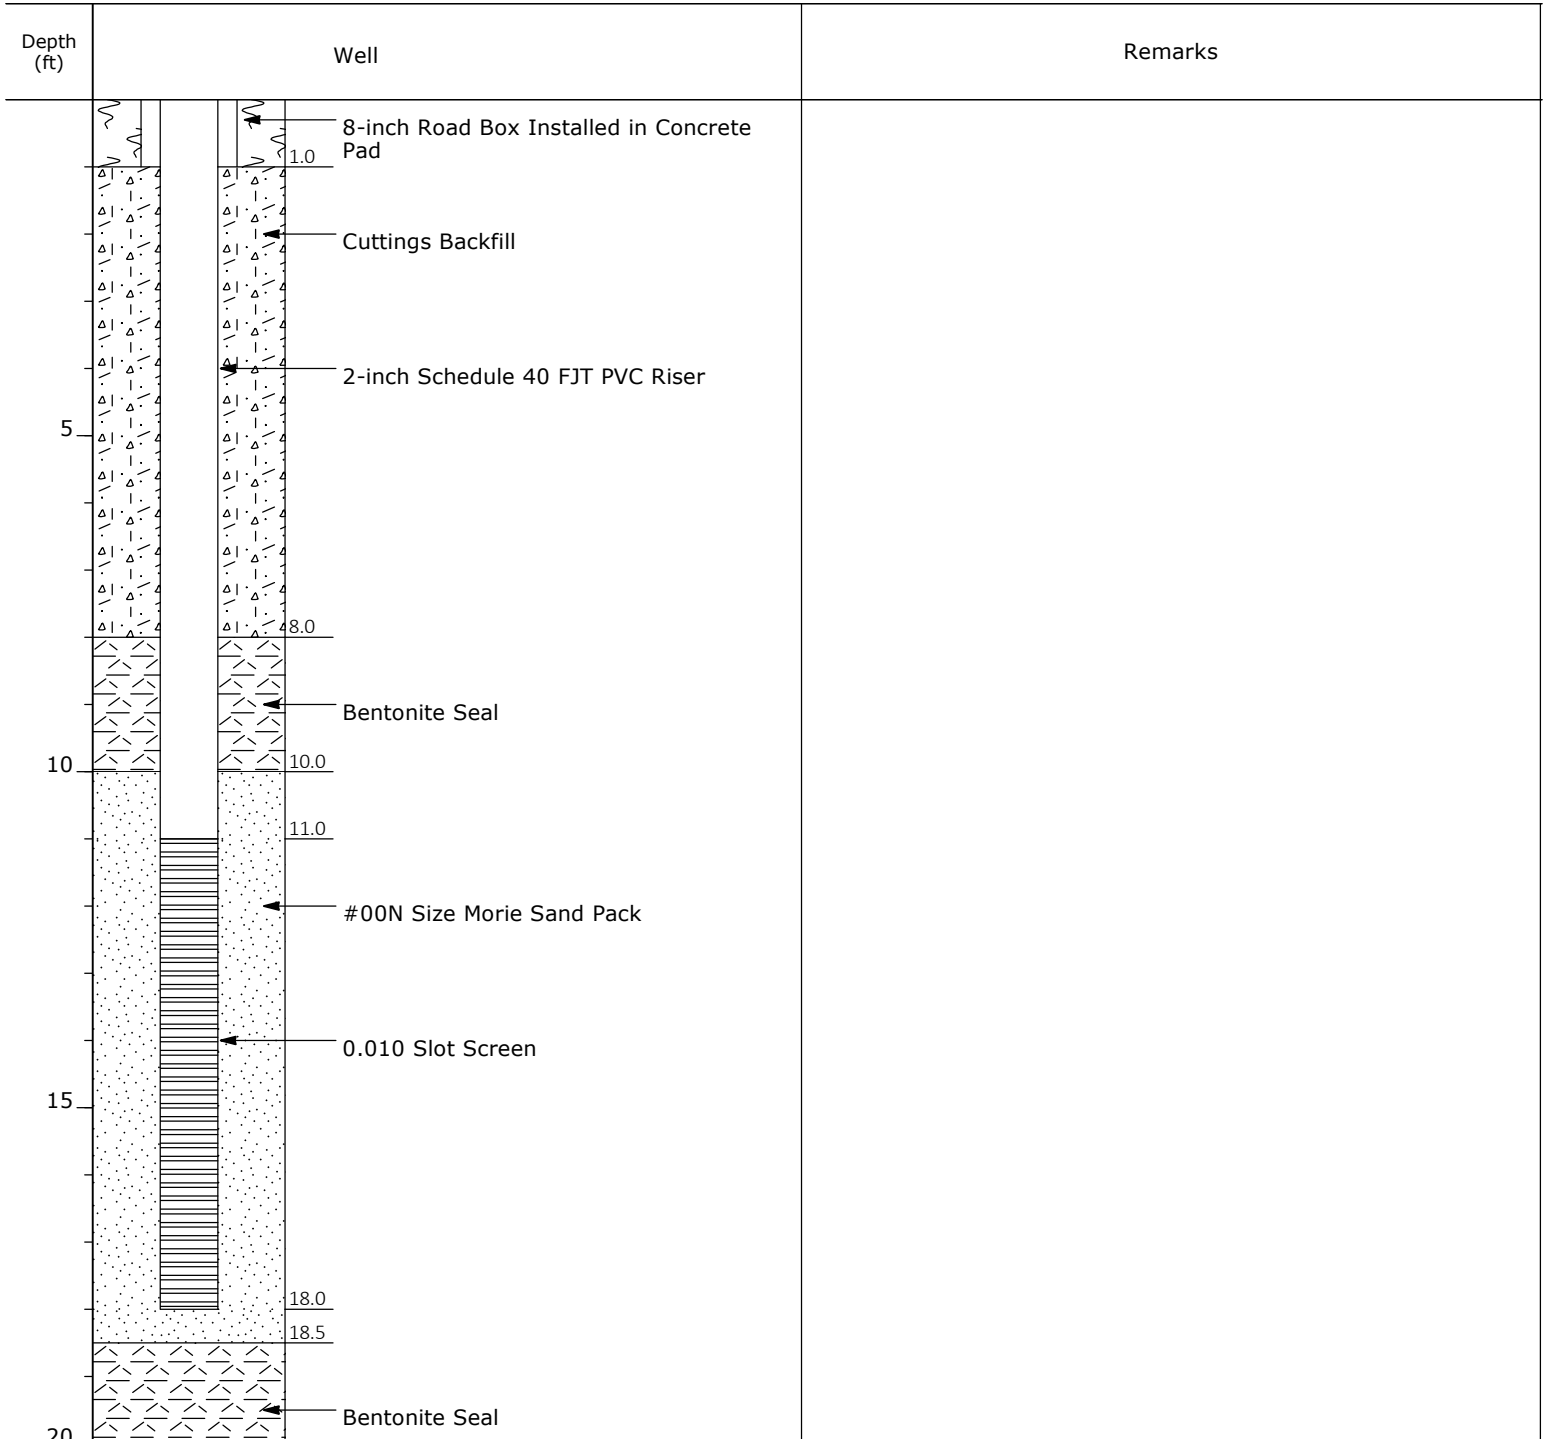 Depth
(ft)
Well
Remarks
8-inch Road Box Installed in Concrete
Pad
1.0
Cuttings Backfill
2-inch Schedule 40 FJT PVC Riser
5
8.0
Bentonite Seal
10
10.0
11.0
#00N Size Morie Sand Pack
0.010 Slot Screen
15
18.0
18.5
Bentonite Seal
20